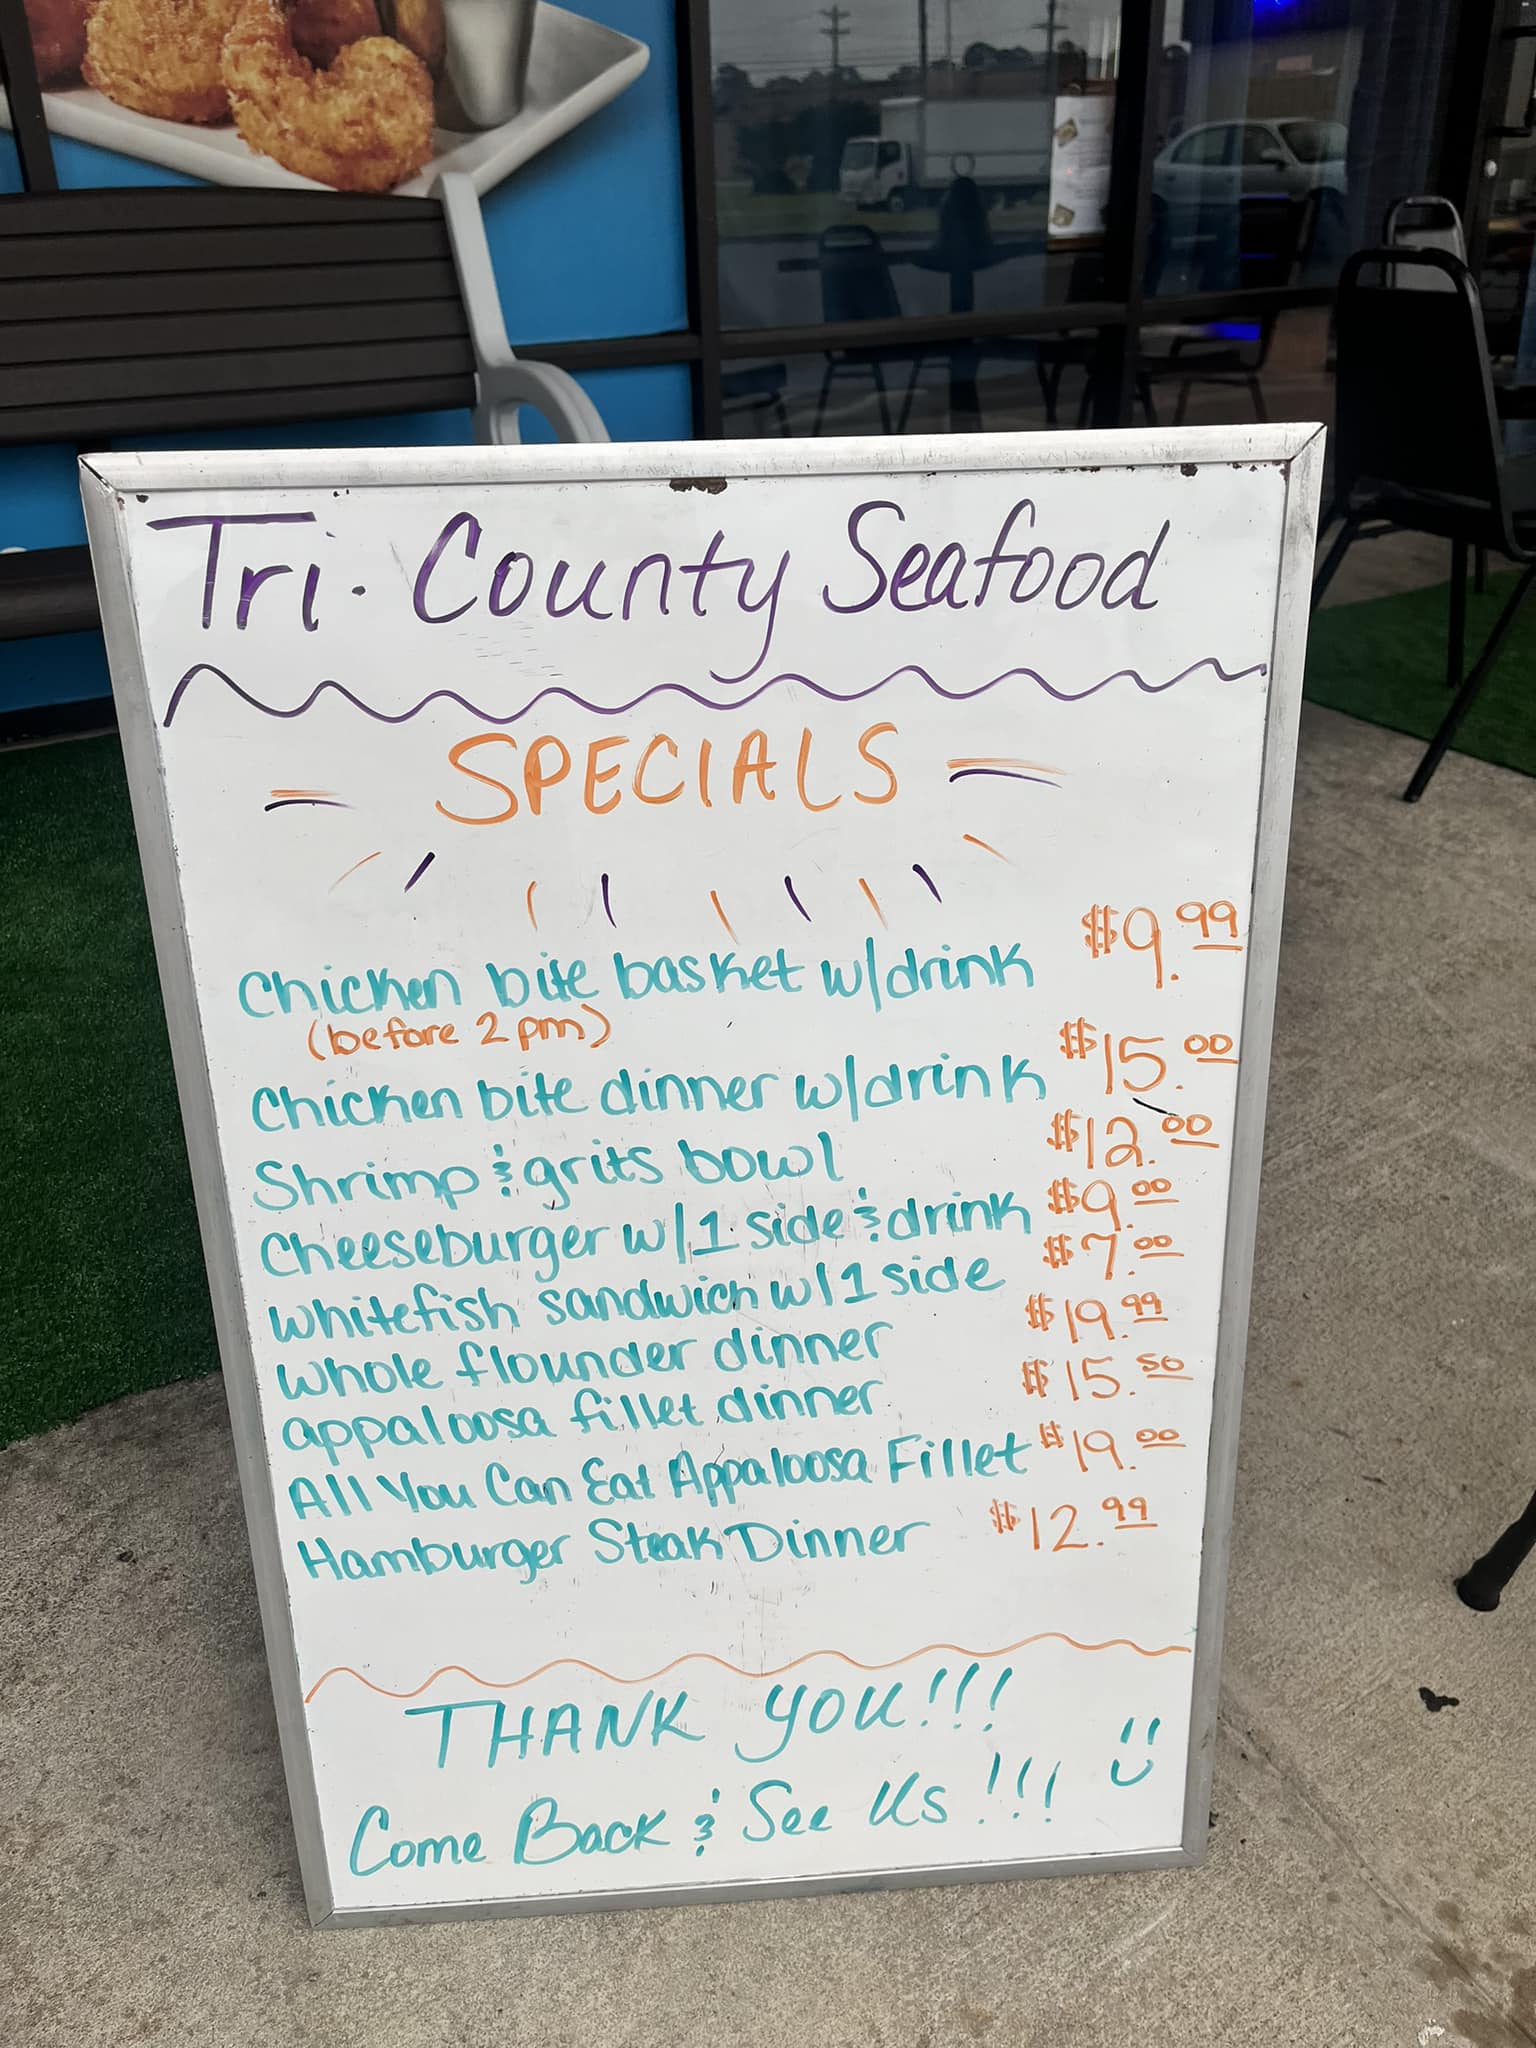 Tri-County Seafood
SPECIALS
Chicken bite basket w/drink $9.99
(before 2pm)
Chicken bite dinner w/drink $15.00
Shrimp & grits bowl $12.00
Cheeseburger w/1 side & drink $9.00
Whitefish sandwich w/1 side $7.00
Whole flounder dinner $19.99
appaloosa fillet dinner $15.50
All You Can Eat Appaloosa Fillet $19.00
Hamburger Steak Dinner $12.99
THANK YOU!!!
Come Back & See Us!!!